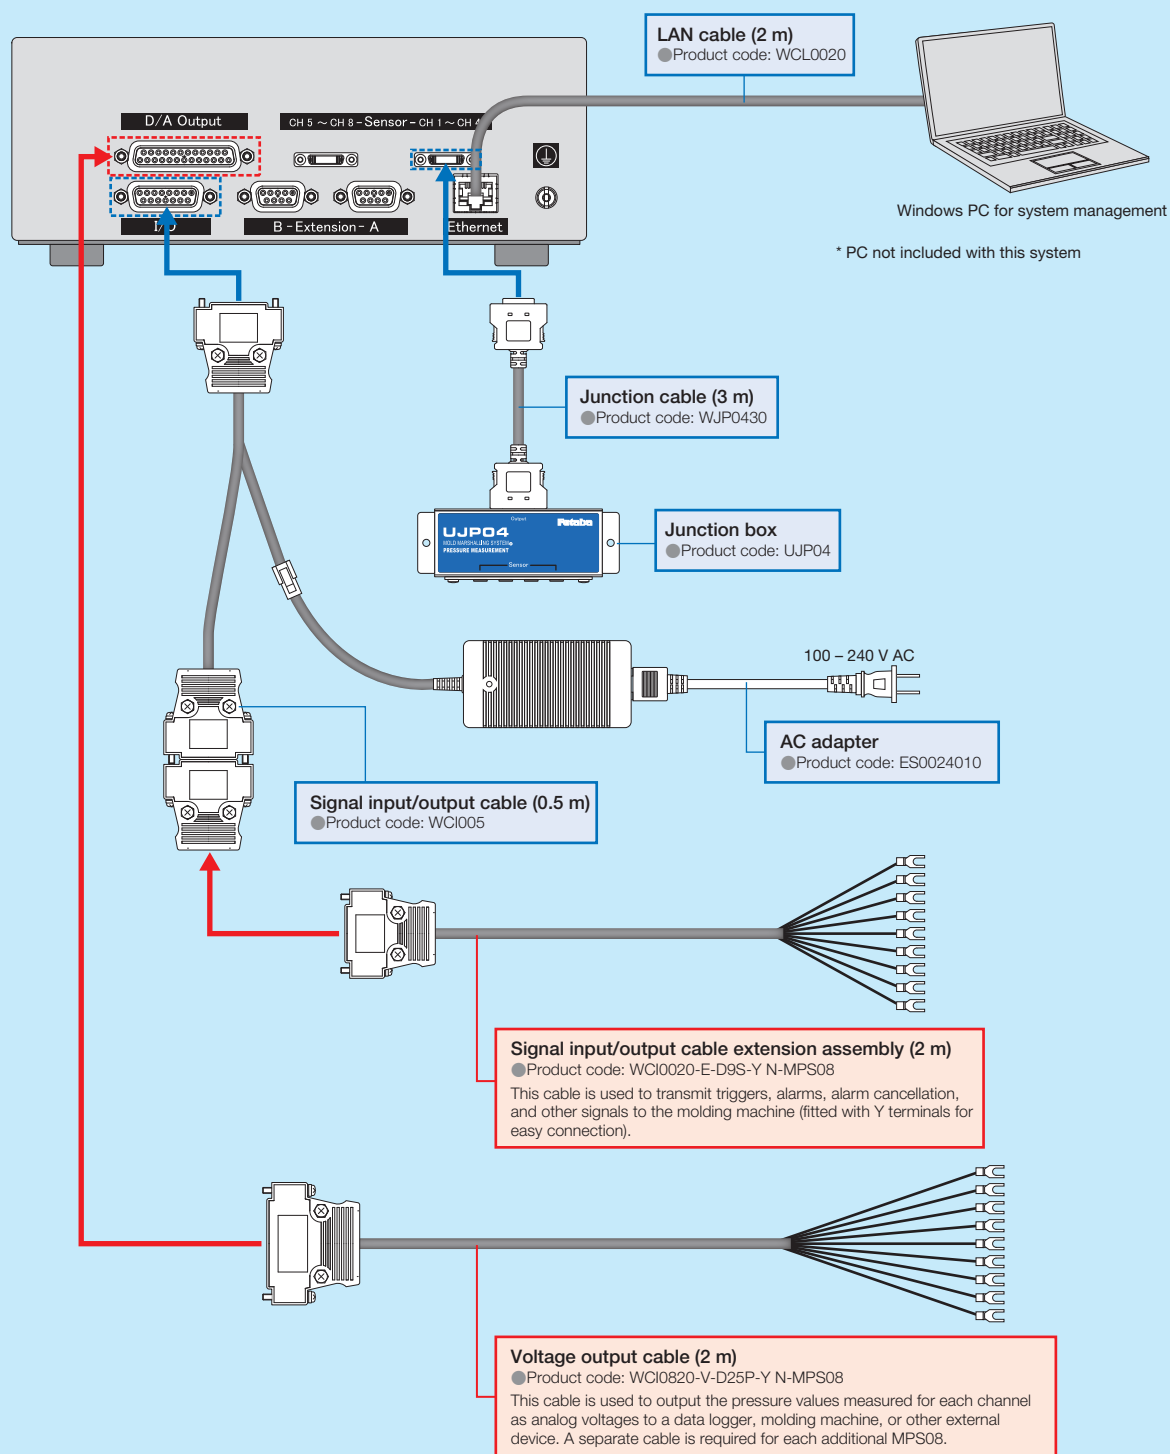 LAN cable (2 m)
●Product code: WCL0020
D/A Output
CH 5 ～ CH 8 - Sensor - CH 1 ～ CH 4
I/O
B - Extension - A
Ethernet
Windows PC for system management
* PC not included with this system
Junction cable (3 m)
●Product code: WJP0430
Output
Futaba
UJP04
MOLD MARSHALLING SYSTEM
PRESSURE MEASUREMENT
Sensor
Junction box
●Product code: UJP04
100 – 240 V AC
AC adapter
●Product code: ES0024010
Signal input/output cable (0.5 m)
●Product code: WCI005
Signal input/output cable extension assembly (2 m)
●Product code: WCI0020-E-D9S-Y N-MPS08
This cable is used to transmit triggers, alarms, alarm cancellation,
and other signals to the molding machine (fitted with Y terminals for
easy connection).
Voltage output cable (2 m)
●Product code: WCI0820-V-D25P-Y N-MPS08
This cable is used to output the pressure values measured for each channel
as analog voltages to a data logger, molding machine, or other external
device. A separate cable is required for each additional MPS08.